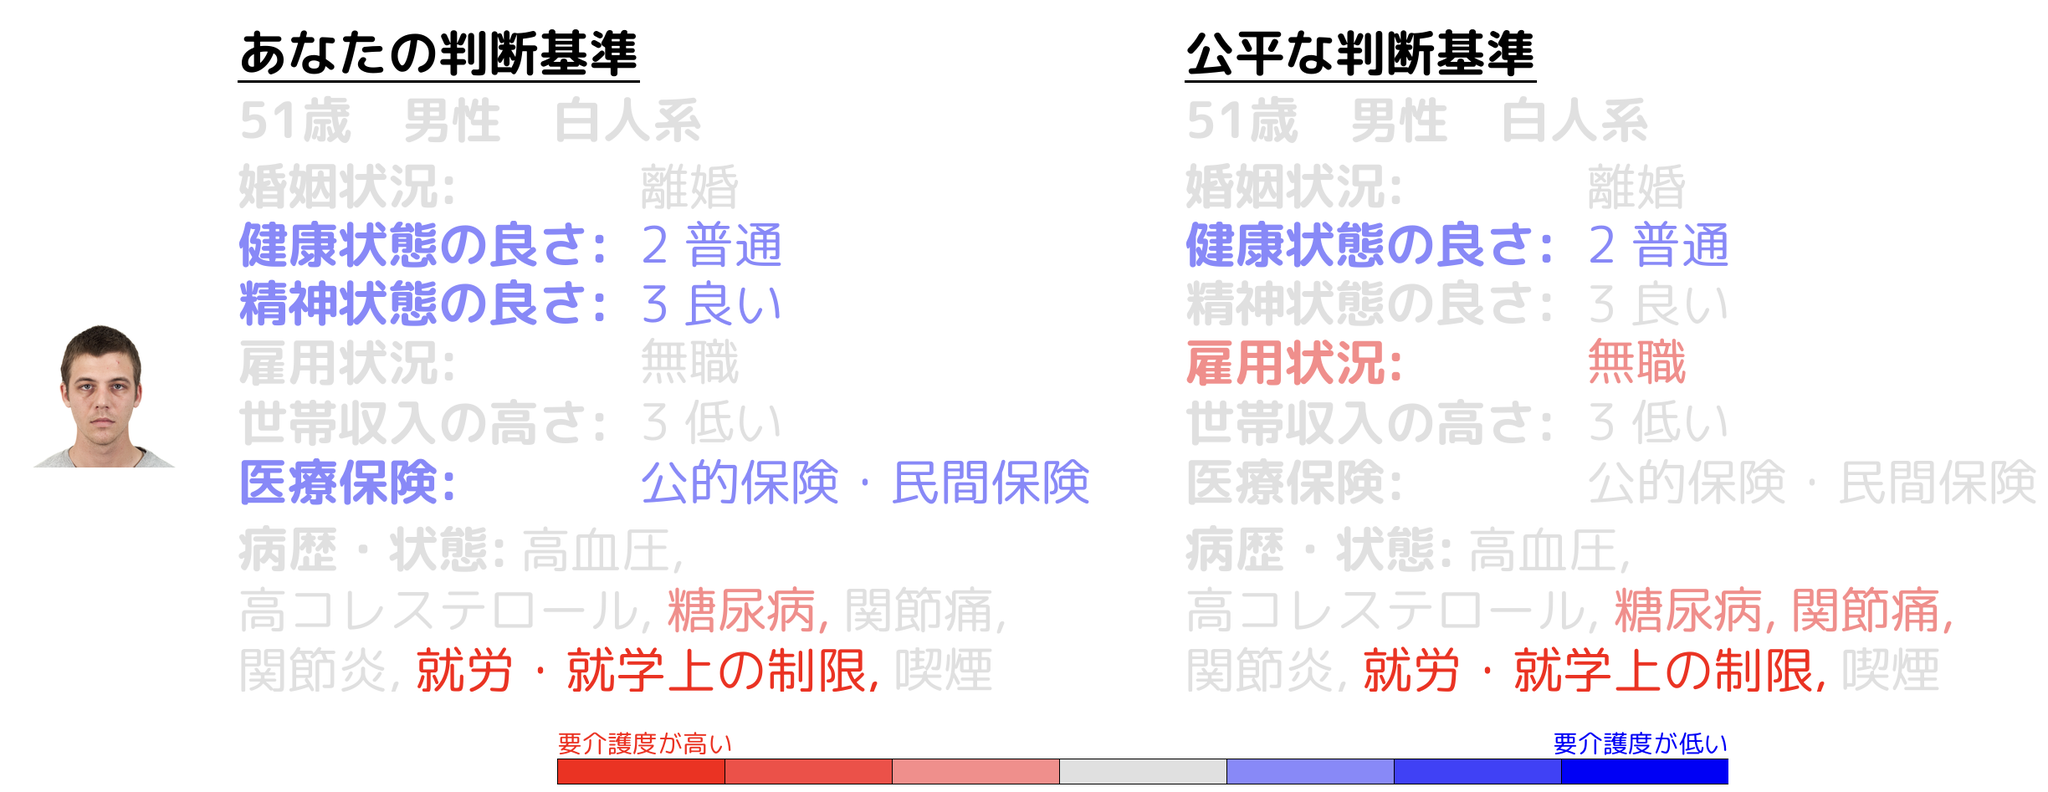 あなたの判断基準
51歳 男性 白人系
婚姻状況: 離婚
健康状態の良さ: 2 普通
精神状態の良さ: 3 良い
雇用状況: 無職
世帯収入の高さ: 3 低い
医療保険: 公的保険・民間保険
病歴・状態: 高血圧,
高コレステロール, 糖尿病, 関節痛,
関節炎, 就労・就学上の制限, 喫煙
公平な判断基準
51歳 男性 白人系
婚姻状況: 離婚
健康状態の良さ: 2 普通
精神状態の良さ: 3 良い
雇用状況: 無職
世帯収入の高さ: 3 低い
医療保険: 公的保険・民間保険
病歴・状態: 高血圧,
高コレステロール, 糖尿病, 関節痛,
関節炎, 就労・就学上の制限, 喫煙
要介護度が高い
要介護度が低い